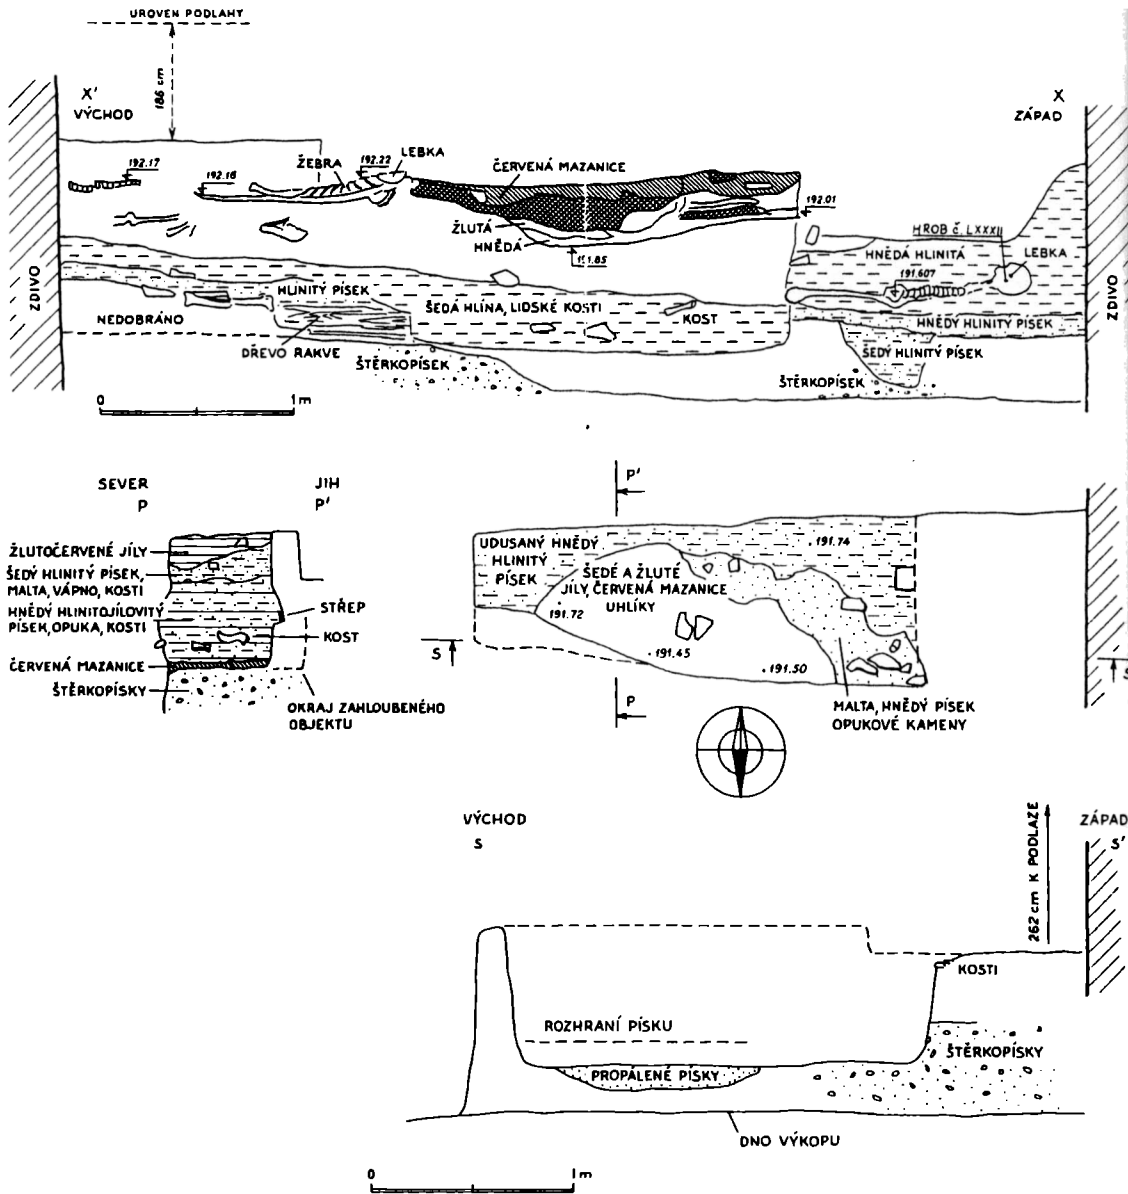 UROVEN PODLAHY
186 cm
X'
VÝCHOD
X
ZÁPAD
192.17
192.18
ŽEBRA
192.22
LEBKA
ČERVENÁ MAZANICE
192.01
ŽLUTÁ
HNĚDÁ
191.85
HROB č. LXXXII
HNĚDÁ HLINITÁ
LEBKA
191.607
ZDIVO
ZDIVO
HLINITÝ PÍSEK
NEDOBRÁNO
ŠEDÁ HLÍNA, LIDSKÉ KOSTI
KOST
HNĚDÝ HLINITÝ PÍSEK
DŘEVO RAKVE
ŠTĚRKOPÍSEK
ŠEDÝ HLINITÝ PÍSEK
ŠTĚRKOPÍSEK
0
1 m
SEVER
P
JIH
P'
ŽLUTOČERVENÉ JÍLY
ŠEDÝ HLINITÝ PÍSEK,
MALTA, VÁPNO, KOSTI
HNĚDÝ HLINITOJÍLOVITÝ
PÍSEK, OPUKA, KOSTI
STŘEP
KOST
ČERVENÁ MAZANICE
ŠTĚRKOPÍSKY
OKRAJ ZAHLOUBENÉHO
OBJEKTU
P'
UDUSANÝ HNĚDÝ
HLINITÝ
PÍSEK
191.74
ŠEDÉ A ŽLUTÉ
JÍLY, ČERVENÁ MAZANICE
UHLÍKY
191.72
S
191.45
191.50
S
P
MALTA, HNĚDÝ PÍSEK
OPUKOVÉ KAMENY
VÝCHOD
S
ZÁPAD
S'
262 cm K PODLAZE
KOSTI
ROZHRANÍ PÍSKU
ŠTĚRKOPÍSKY
PROPÁLENÉ PÍSKY
DNO VÝKOPU
0
1 m